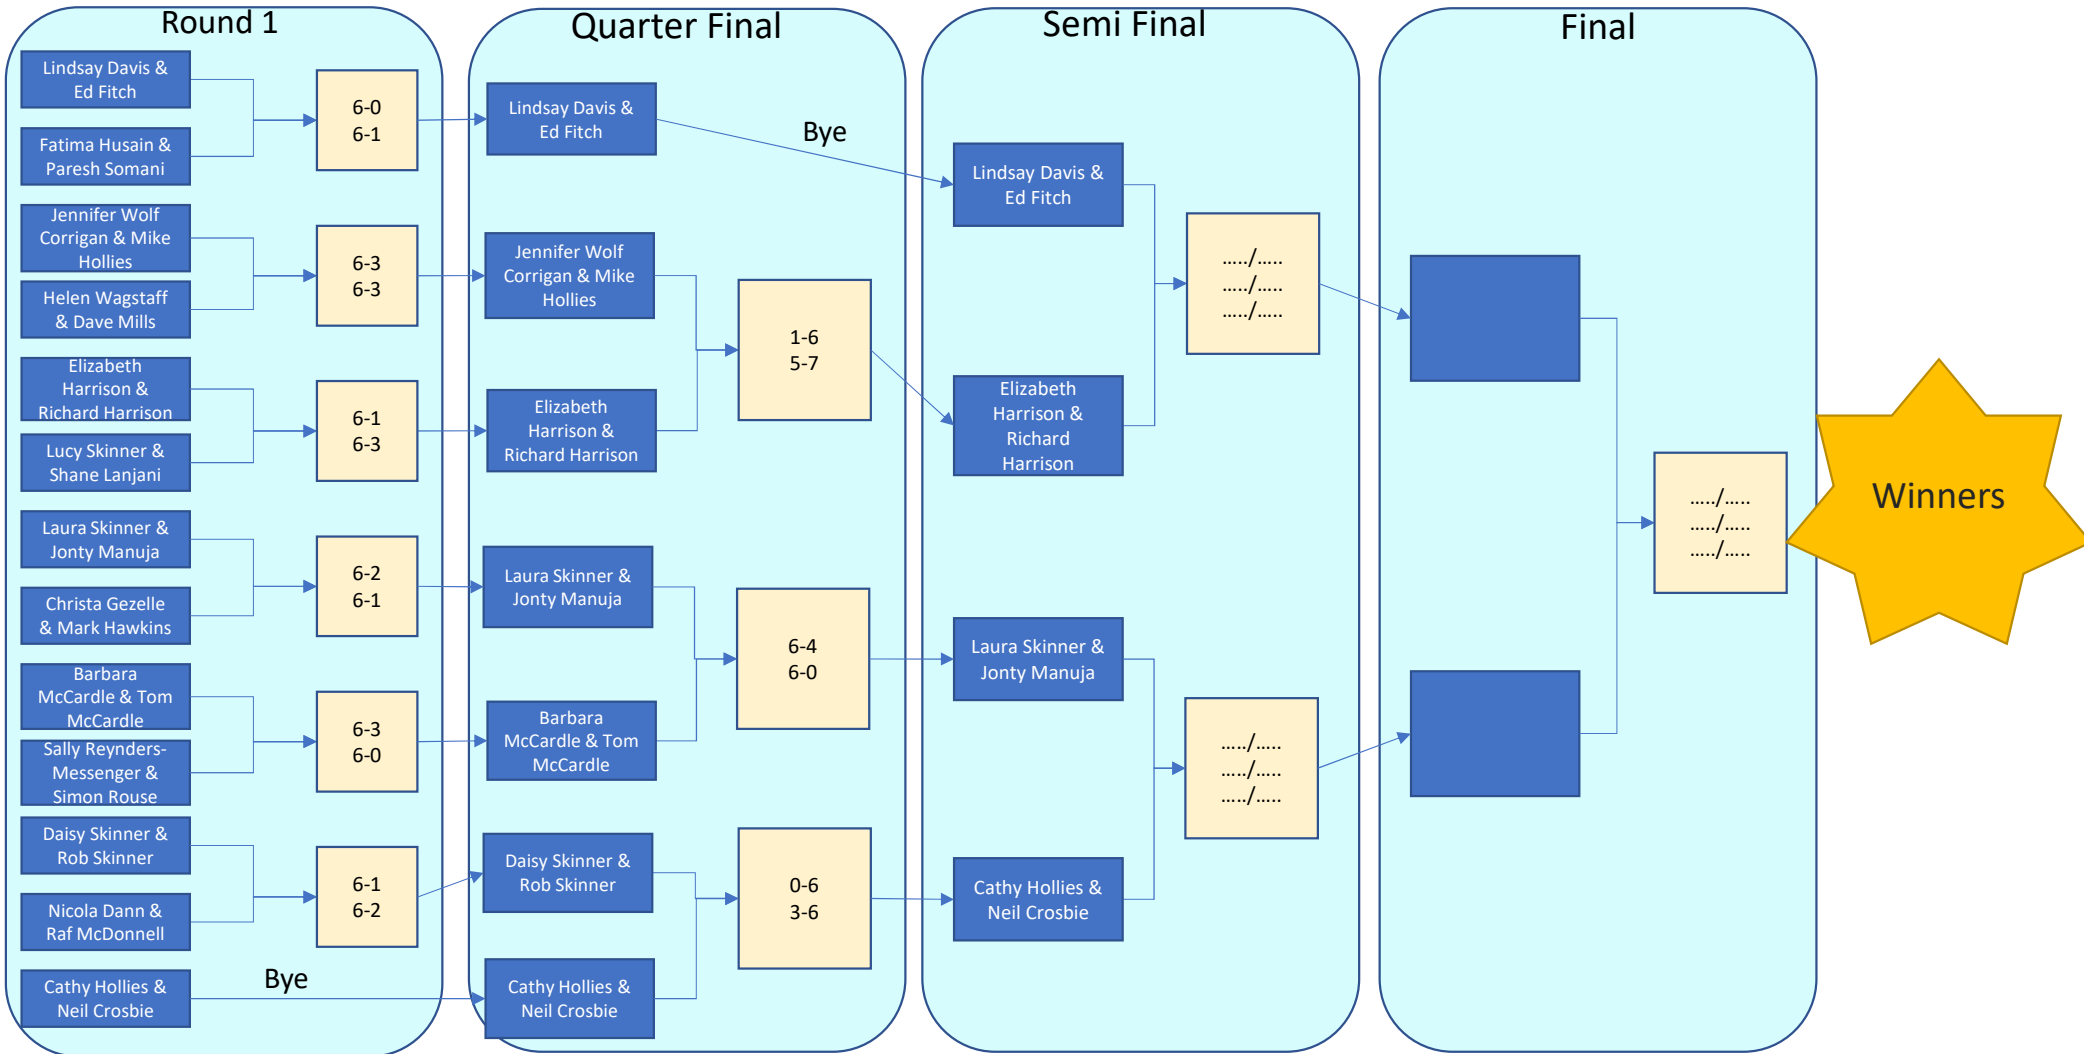 Round 1
Lindsay Davis &
Ed Fitch
Fatima Husain &
Paresh Somani
6-0
6-1
Jennifer Wolf
Corrigan & Mike
Hollies
Helen Wagstaff
& Dave Mills
6-3
6-3
Elizabeth
Harrison &
Richard Harrison
Lucy Skinner &
Shane Lanjani
6-1
6-3
Laura Skinner &
Jonty Manuja
Christa Gezelle
& Mark Hawkins
6-2
6-1
Barbara
McCardle & Tom
McCardle
Sally Reynders-
Messenger &
Simon Rouse
6-3
6-0
Daisy Skinner &
Rob Skinner
Nicola Dann &
Raf McDonnell
6-1
6-2
Cathy Hollies &
Neil Crosbie
Bye
Quarter Final
Lindsay Davis &
Ed Fitch
Bye
Jennifer Wolf
Corrigan & Mike
Hollies
Elizabeth
Harrison &
Richard Harrison
1-6
5-7
Laura Skinner &
Jonty Manuja
Barbara
McCardle & Tom
McCardle
6-4
6-0
Daisy Skinner &
Rob Skinner
Cathy Hollies &
Neil Crosbie
0-6
3-6
Semi Final
Lindsay Davis &
Ed Fitch
Elizabeth
Harrison &
Richard
Harrison
…../.....
…../.....
…../.....
Laura Skinner &
Jonty Manuja
Cathy Hollies &
Neil Crosbie
…../.....
…../.....
…../.....
Final
…../.....
…../.....
…../.....
Winners